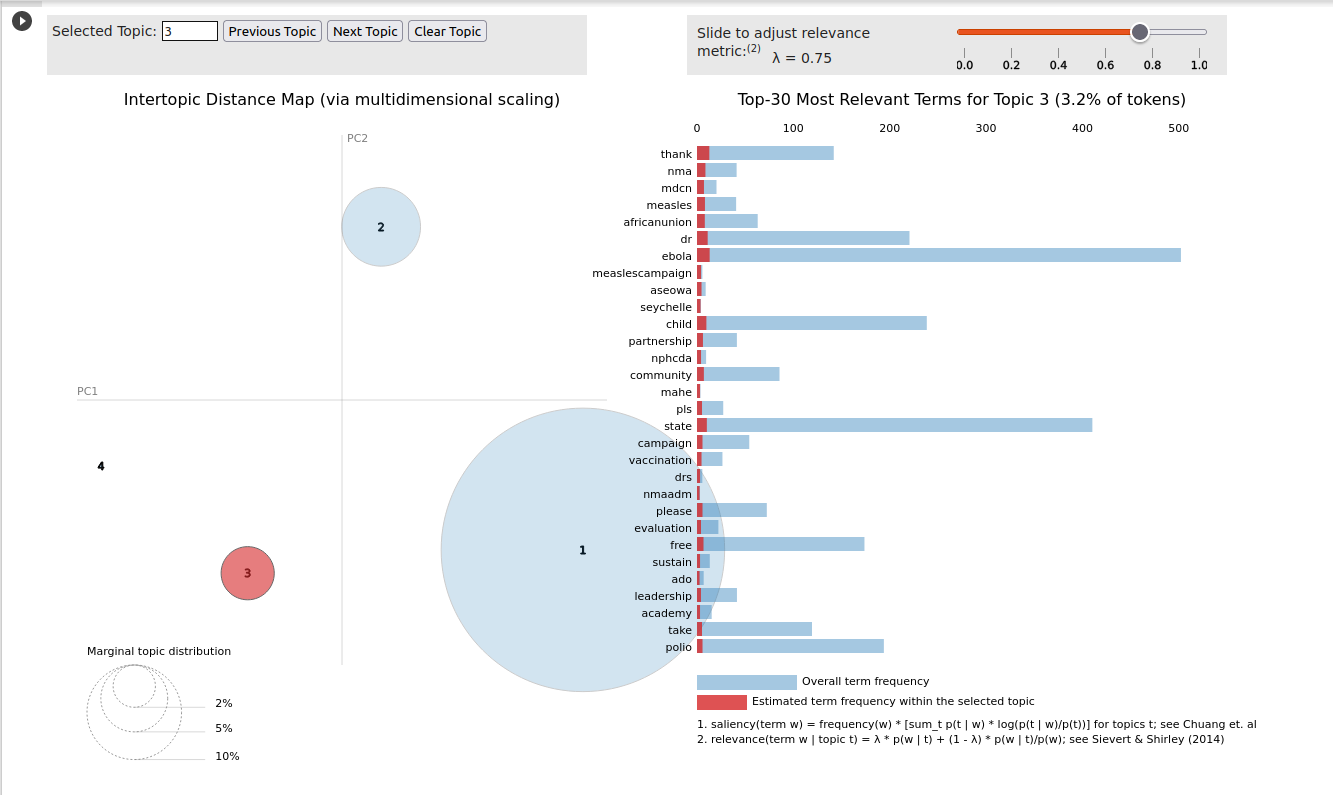 Selected Topic: 3 Previous Topic Next Topic Clear Topic
Slide to adjust relevance
metric:(2) λ = 0.75
0.0 0.2 0.4 0.6 0.8 1.0
Intertopic Distance Map (via multidimensional scaling)
PC2
PC1
2
4
1
3
Marginal topic distribution
2%
5%
10%
Top-30 Most Relevant Terms for Topic 3 (3.2% of tokens)
0 100 200 300 400 500
thank
nma
mdcn
measles
africanunion
dr
ebola
measlescampaign
aseowa
seychelle
child
partnership
nphcda
community
mahe
pls
state
campaign
vaccination
drs
nmaadm
please
evaluation
free
sustain
ado
leadership
academy
take
polio
Overall term frequency
Estimated term frequency within the selected topic
1. saliency(term w) = frequency(w) * [sum_t p(t | w) * log(p(t | w)/p(t))] for topics t; see Chuang et. al
2. relevance(term w | topic t) = λ * p(w | t) + (1 - λ) * p(w | t)/p(w); see Sievert & Shirley (2014)